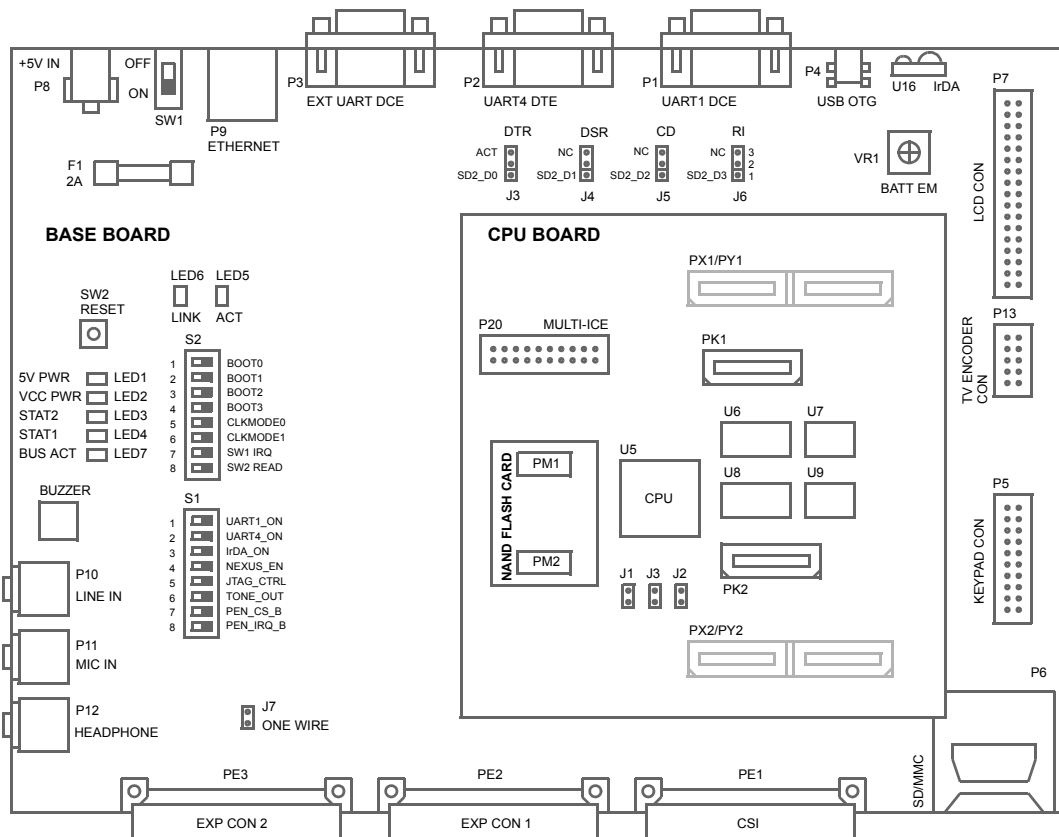 +5V IN
P8
OFF
ON
SW1
P9
ETHERNET
P3
EXT UART DCE
P2
UART4 DTE
P1
UART1 DCE
P4
USB OTG
U16
IrDA
P7
LCD CON
F1
2A
DTR
ACT
SD2_D0
J3
DSR
NC
SD2_D1
J4
CD
NC
SD2_D2
J5
RI
NC
SD2_D3
3
2
1
J6
VR1
BATT EM
BASE BOARD
CPU BOARD
LED6
LED5
LINK
ACT
SW2
RESET
S2
1 BOOT0
2 BOOT1
3 BOOT2
4 BOOT3
5 CLKMODE0
6 CLKMODE1
7 SW1 IRQ
8 SW2 READ
5V PWR LED1
VCC PWR LED2
STAT2 LED3
STAT1 LED4
BUS ACT LED7
BUZZER
S1
1 UART1_ON
2 UART4_ON
3 IrDA_ON
4 NEXUS_EN
5 JTAG_CTRL
6 TONE_OUT
7 PEN_CS_B
8 PEN_IRQ_B
P10
LINE IN
P11
MIC IN
P12
HEADPHONE
J7
ONE WIRE
PX1/PY1
P20
MULTI-ICE
PK1
U6
U7
U5
CPU
U8
U9
NAND FLASH CARD
PM1
PM2
J1
J3
J2
PK2
PX2/PY2
P13
TV ENCODER
CON
P5
KEYPAD CON
P6
SD/MMC
PE3
EXP CON 2
PE2
EXP CON 1
PE1
CSI